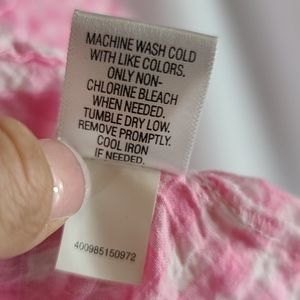 MACHINE WASH COLD
WITH LIKE COLORS.
ONLY NON-
CHLORINE BLEACH
WHEN NEEDED.
TUMBLE DRY LOW.
REMOVE PROMPTLY.
COOL IRON
IF NEEDED.
400985150972